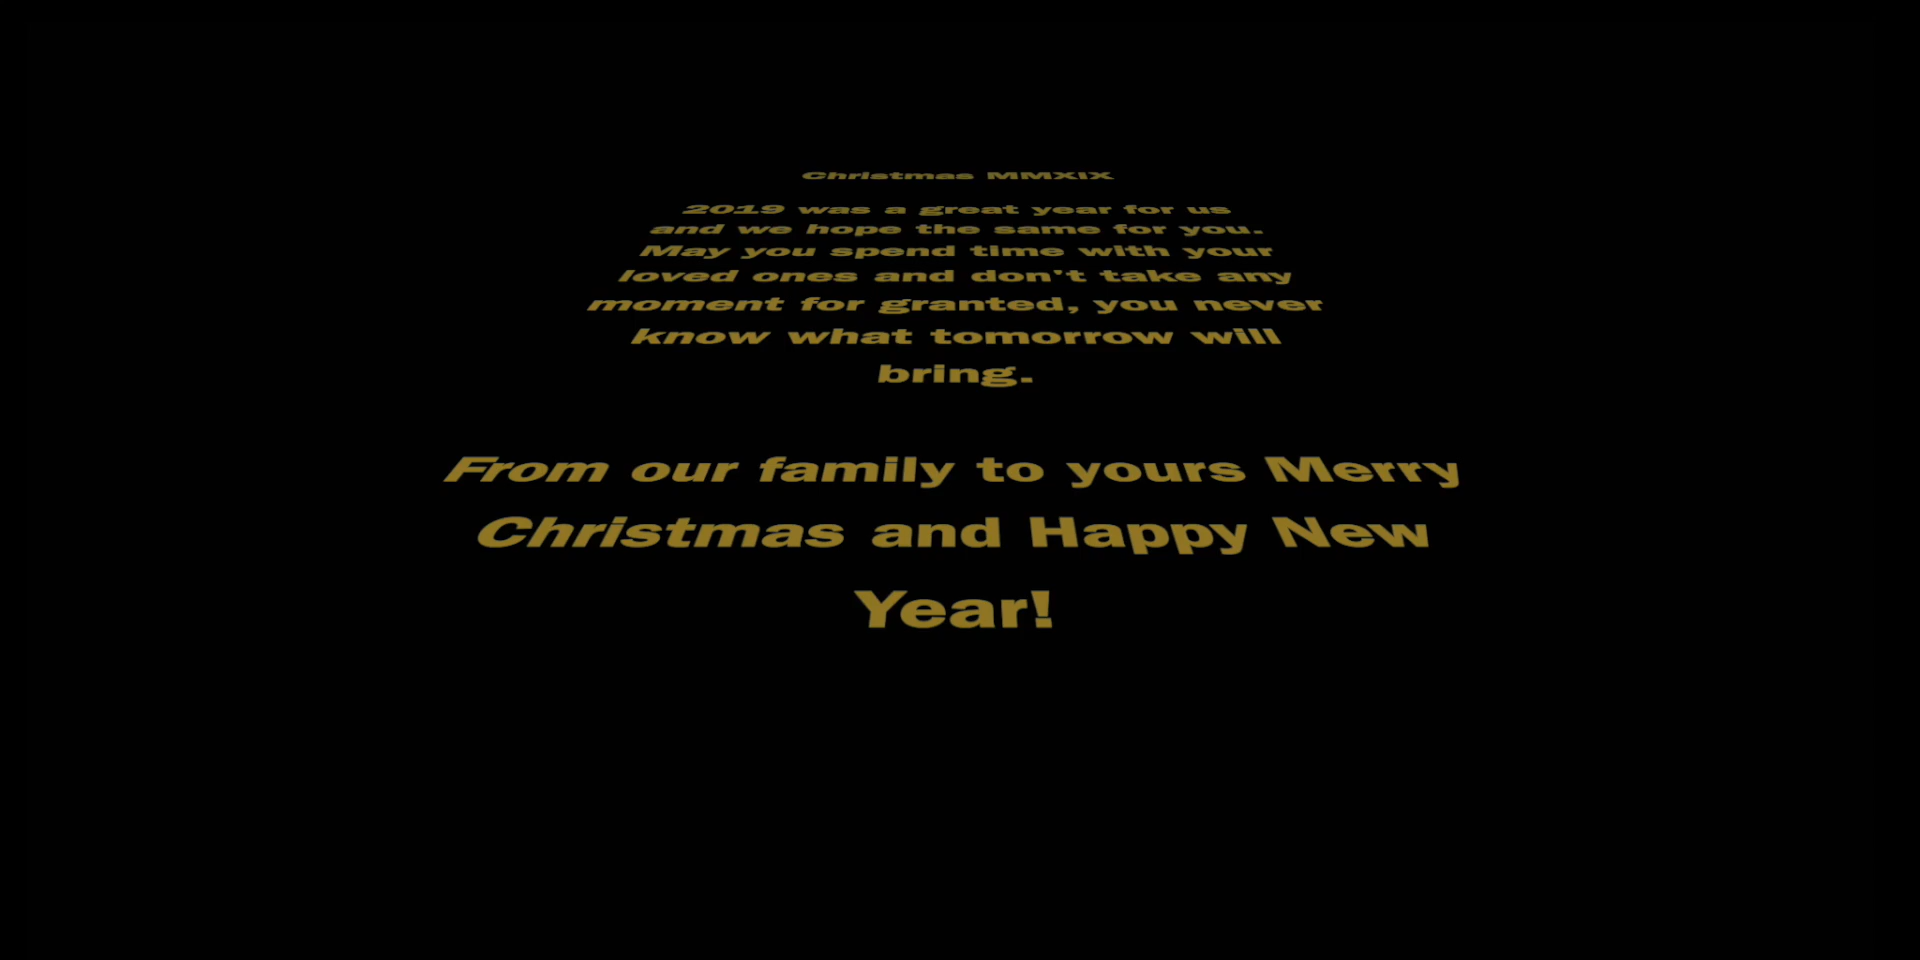 Christmas MMXIX
2019 was a great year for us
and we hope the same for you.
May you spend time with your
loved ones and don't take any
moment for granted, you never
know what tomorrow will
bring.
From our family to yours Merry
Christmas and Happy New
Year!